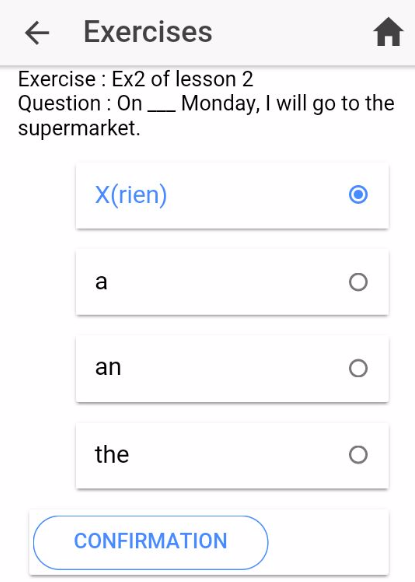 Exercises
Exercise : Ex2 of lesson 2
Question : On ___ Monday, I will go to the
supermarket.
X(rien)
a
an
the
CONFIRMATION